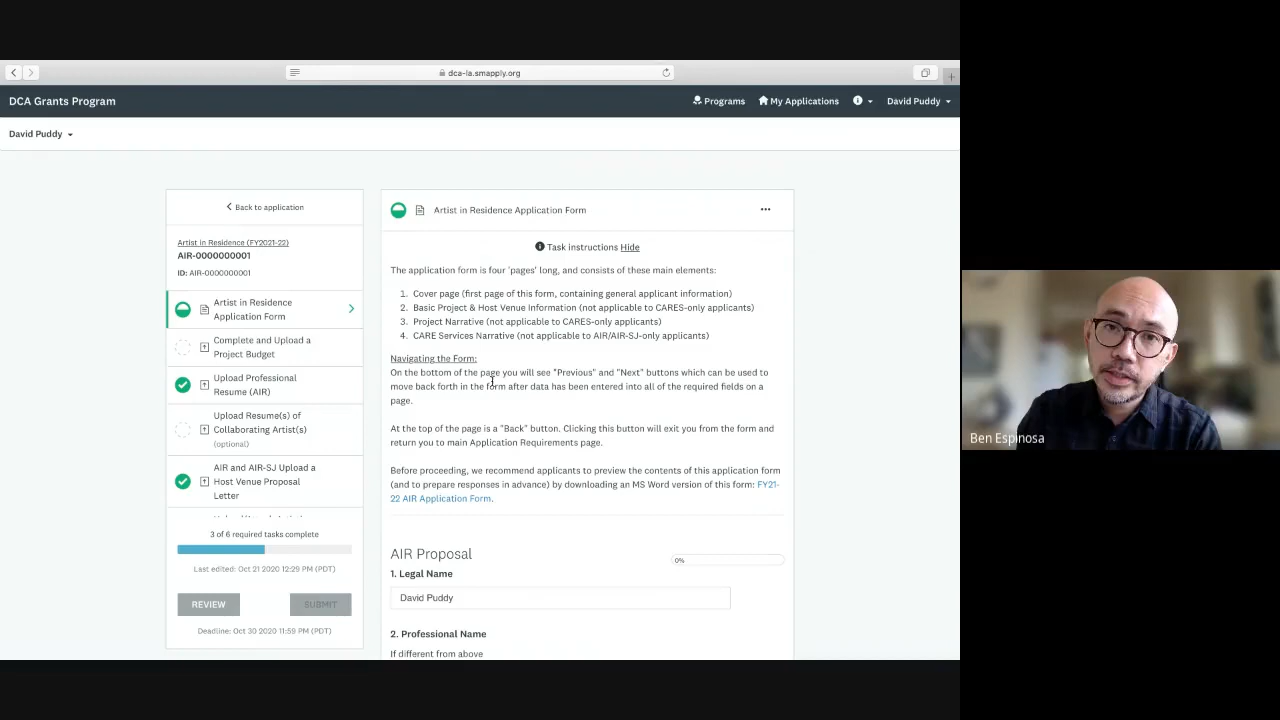 dca-la.smapply.org
DCA Grants Program
Programs
My Applications
David Puddy
David Puddy
Back to application
Artist in Residence (FY2021-22)
AIR-0000000001
ID: AIR-0000000001
Artist in Residence
Application Form
Complete and Upload a
Project Budget
Upload Professional
Resume (AIR)
Upload Resume(s) of
Collaborating Artist(s)
(optional)
AIR and AIR-SJ Upload a
Host Venue Proposal
Letter
3 of 6 required tasks complete
Last edited: Oct 21 2020 12:29 PM (PDT)
REVIEW
SUBMIT
Deadline: Oct 30 2020 11:59 PM (PDT)
Artist in Residence Application Form
•••
Task instructions Hide
The application form is four 'pages' long, and consists of these main elements:
1. Cover page (first page of this form, containing general applicant information)
2. Basic Project & Host Venue Information (not applicable to CARES-only applicants)
3. Project Narrative (not applicable to CARES-only applicants)
4. CARE Services Narrative (not applicable to AIR/AIR-SJ-only applicants)
Navigating the Form:
On the bottom of the page you will see "Previous" and "Next" buttons which can be used to
move back forth in the form after data has been entered into all of the required fields on a
page.
At the top of the page is a "Back" button. Clicking this button will exit you from the form and
return you to main Application Requirements page.
Before proceeding, we recommend applicants to preview the contents of this application form
(and to prepare responses in advance) by downloading an MS Word version of this form: FY21-
22 AIR Application Form.
AIR Proposal
0%
1. Legal Name
David Puddy
2. Professional Name
If different from above
Ben Espinosa